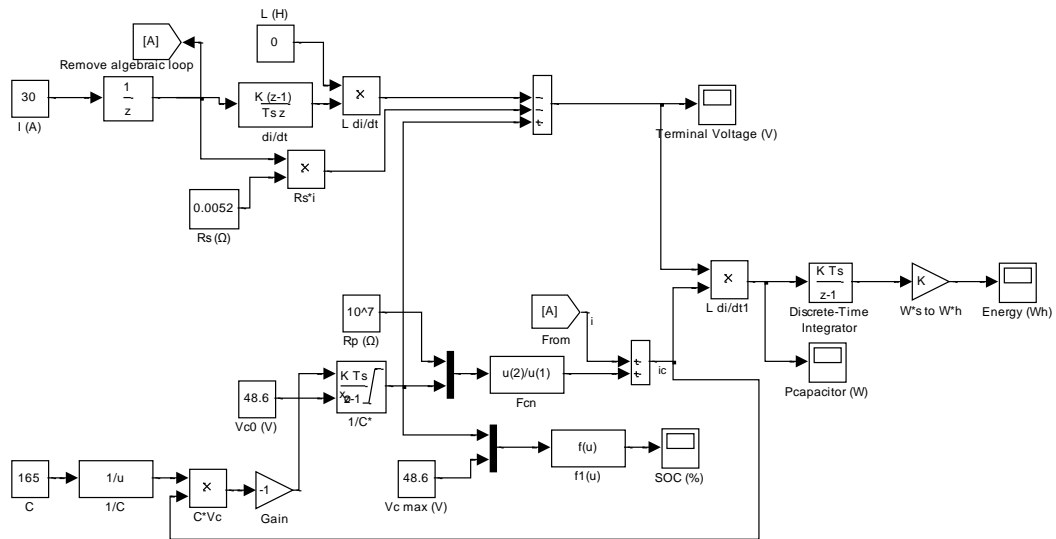 L (H)
[A]
0
Remove algebraic loop
30
1
z
K (z-1)
Ts z
x
L di/dt
I (A)
di/dt
Terminal Voltage (V)
x
Rs*i
0.0052
Rs (Ω)
x
L di/dt1
K Ts
z-1
Discrete-Time
Integrator
K
W*s to W*h
Energy (Wh)
[A]
i
From
10^7
Rp (Ω)
ic
Pcapacitor (W)
u(2)/u(1)
Fcn
K Ts
z-1
1/C*
48.6
Vc0 (V)
f(u)
f1(u)
SOC (%)
48.6
Vc max (V)
165
C
1/u
1/C
x
C*Vc
-1
Gain